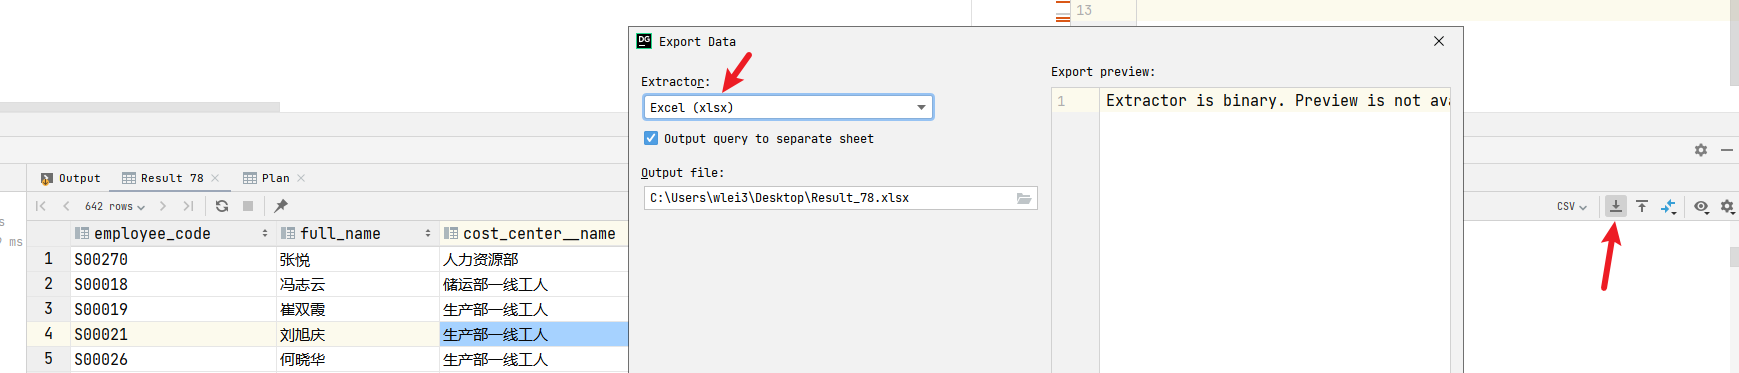 13
DG Export Data
Extractor:
Export preview:
Excel (xlsx)
1 Extractor is binary. Preview is not ava
Output query to separate sheet
Output file:
Output
Result 78
Plan
C:\Users\wlei3\Desktop\Result_78.xlsx
642 rows
CSV
s
ms
employee_code full_name cost_center__name
1 S00270 张悦 人力资源部
2 S00018 冯志云 储运部一线工人
3 S00019 崔双霞 生产部一线工人
4 S00021 刘旭庆 生产部一线工人
5 S00026 何晓华 生产部一线工人